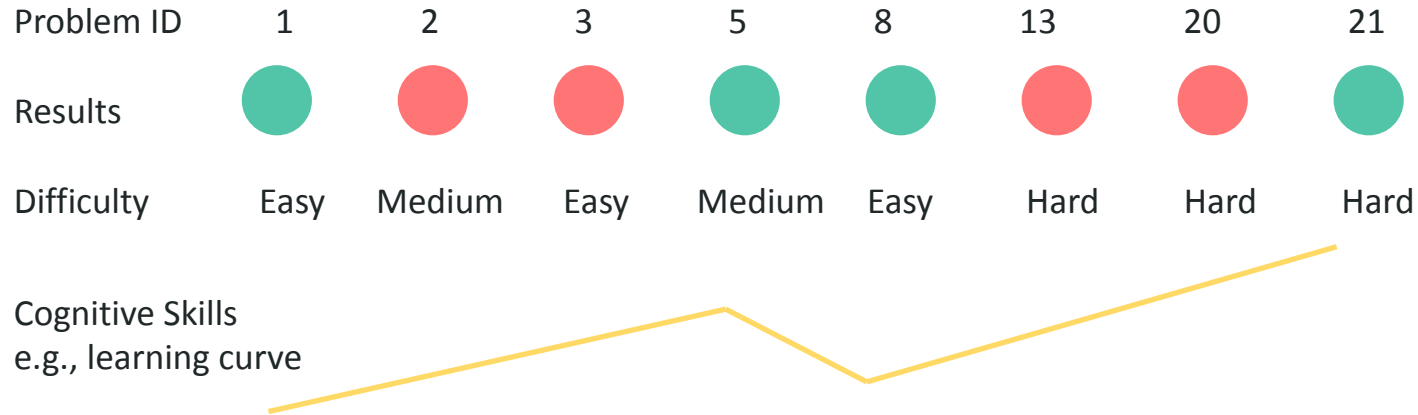 Problem ID 1 2 3 5 8 13 20 21
Results
Difficulty Easy Medium Easy Medium Easy Hard Hard Hard
Cognitive Skills
e.g., learning curve